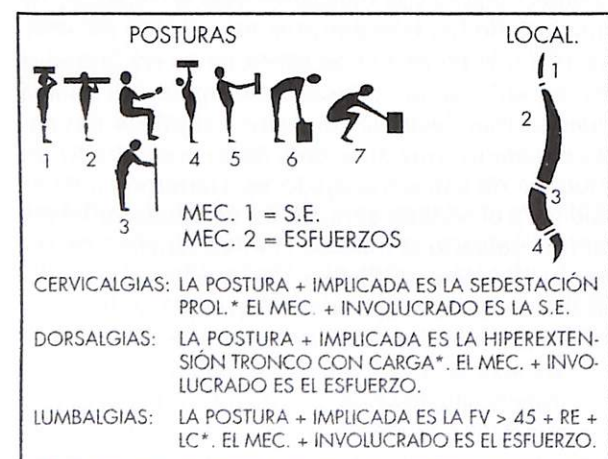 POSTURAS LOCAL.
1
2
1 2 4 5 6 7
3
3
MEC. 1 = S.E.
MEC. 2 = ESFUERZOS
4
CERVICALGIAS: LA POSTURA + IMPLICADA ES LA SEDESTACIÓN
PROL.* EL MEC. + INVOLUCRADO ES LA S.E.
DORSALGIAS: LA POSTURA + IMPLICADA ES LA HIPEREXTEN-
SIÓN TRONCO CON CARGA*. EL MEC. + INVO-
LUCRADO ES EL ESFUERZO.
LUMBALGIAS: LA POSTURA + IMPLICADA ES LA FV > 45 + RE +
LC*. EL MEC. + INVOLUCRADO ES EL ESFUERZO.